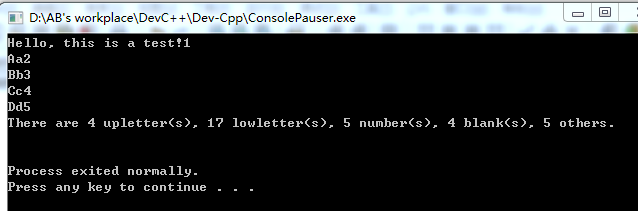 D:\AB's workplace\DevC++\Dev-Cpp\ConsolePauser.exe
Hello, this is a test!1
Aa2
Bb3
Cc4
Dd5
There are 4 upletter(s), 17 lowletter(s), 5 number(s), 4 blank(s), 5 others.
Process exited normally.
Press any key to continue . . .